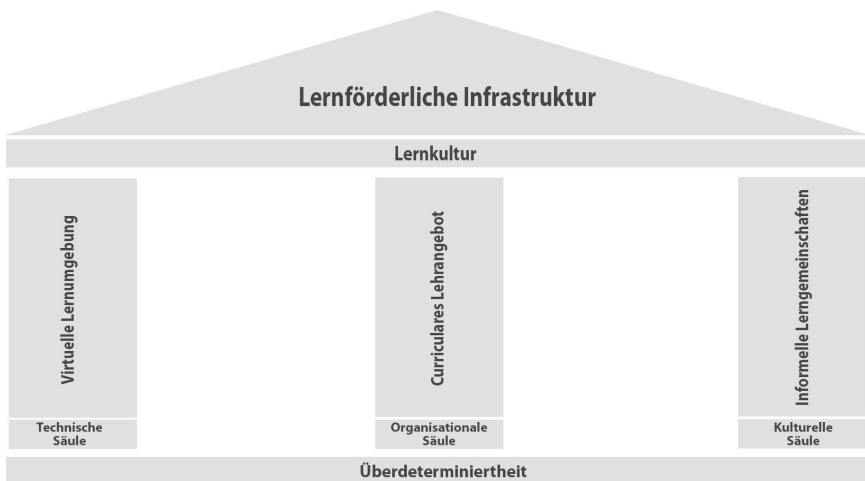 Lernförderliche Infrastruktur
Lernkultur
Virtuelle Lernumgebung
Curriculares Lehrangebot
Informelle Lerngemeinschaften
Technische
Säule
Organisationale
Säule
Kulturelle
Säule
Überdeterminiertheit